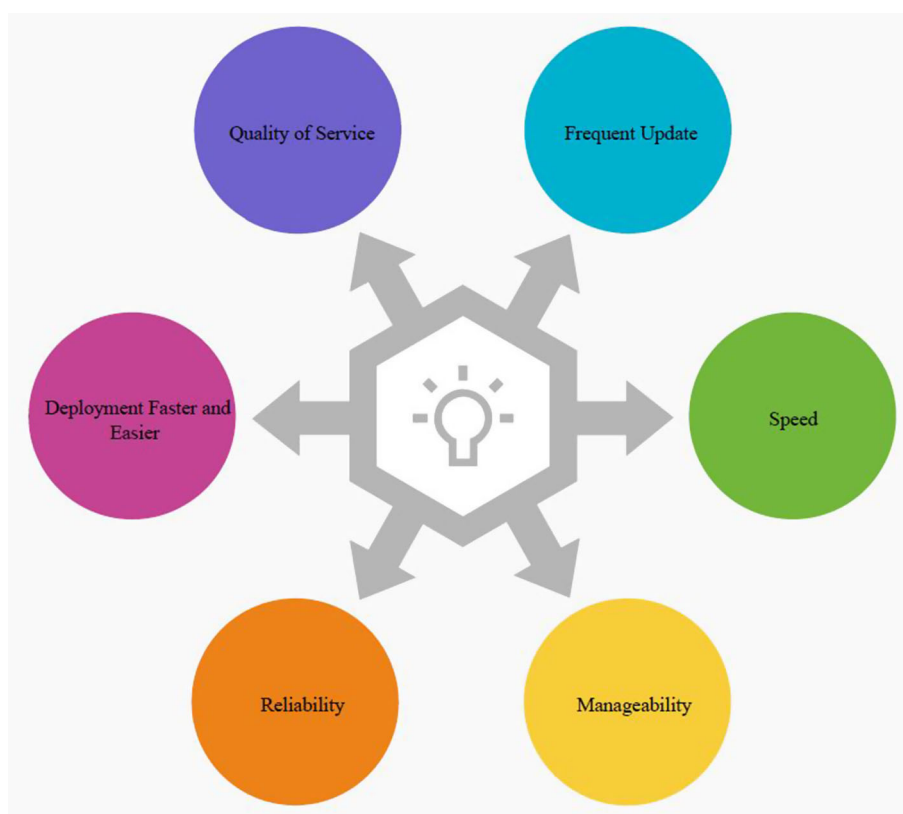 Quality of Service
Frequent Update
Deployment Faster and
Easier
Speed
Reliability
Manageability